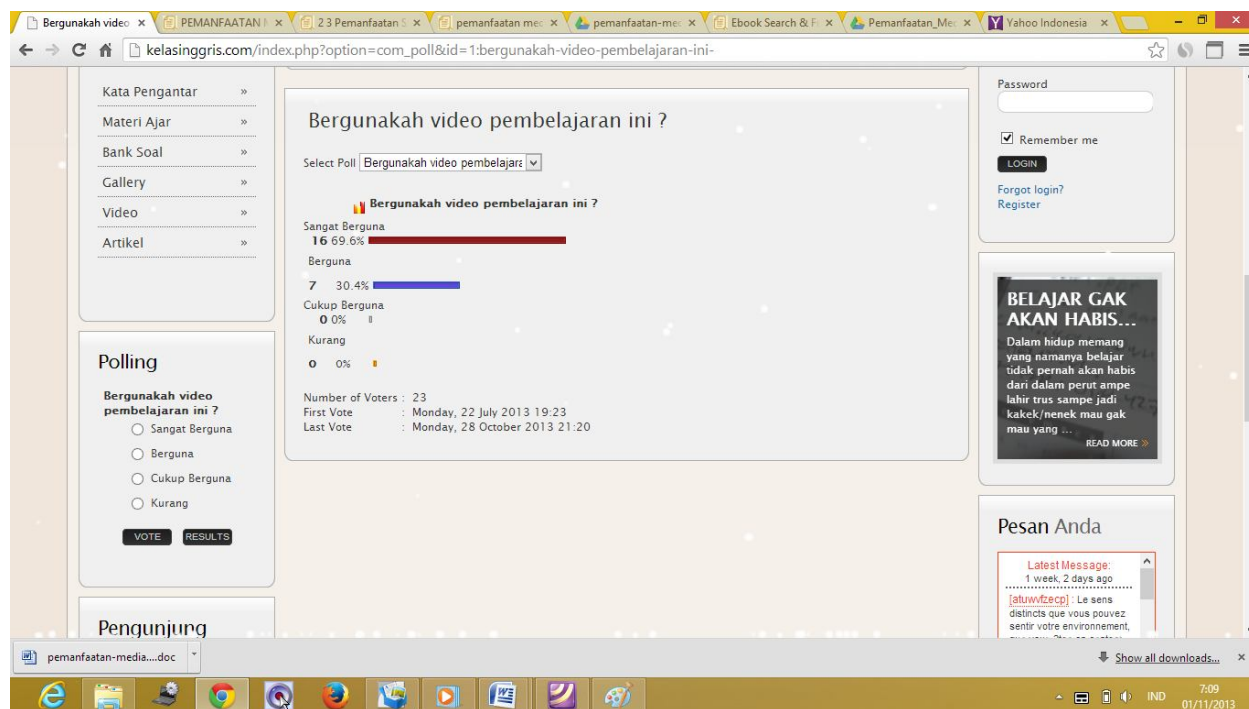 Bergunakah video
PEMANFAATAN
2 3 Pemanfaatan S
pemanfaatan mec
pemanfaatan-mec
Ebook Search & F
Pemanfaatan_Mec
Yahoo Indonesia
kelasinggris.com/index.php?option=com_poll&id=1:bergunakah-video-pembelajaran-ini-
Kata Pengantar »
Materi Ajar »
Bank Soal »
Gallery »
Video »
Artikel »
Polling
Bergunakah video
pembelajaran ini ?
Sangat Berguna
Berguna
Cukup Berguna
Kurang
VOTE RESULTS
Pengunjung
Bergunakah video pembelajaran ini ?
Select Poll Bergunakah video pembelajara
Bergunakah video pembelajaran ini ?
Sangat Berguna
16 69.6%
Berguna
7 30.4%
Cukup Berguna
0 0%
Kurang
0 0%
Number of Voters : 23
First Vote : Monday, 22 July 2013 19:23
Last Vote : Monday, 28 October 2013 21:20
Password
Remember me
LOGIN
Forgot login?
Register
BELAJAR GAK
AKAN HABIS...
Dalam hidup memang
yang namanya belajar
tidak pernah akan habis
dari dalam perut ampe
lahir trus sampe jadi
kakek/nenek mau gak
mau yang ...
READ MORE »
Pesan Anda
Latest Message:
1 week, 2 days ago
[atuwvfzecp] : Le sens
distincts que vous pouvez
sentir votre environnement,
pemanfaatan-media....doc
Show all downloads...
IND
7:09
01/11/2013